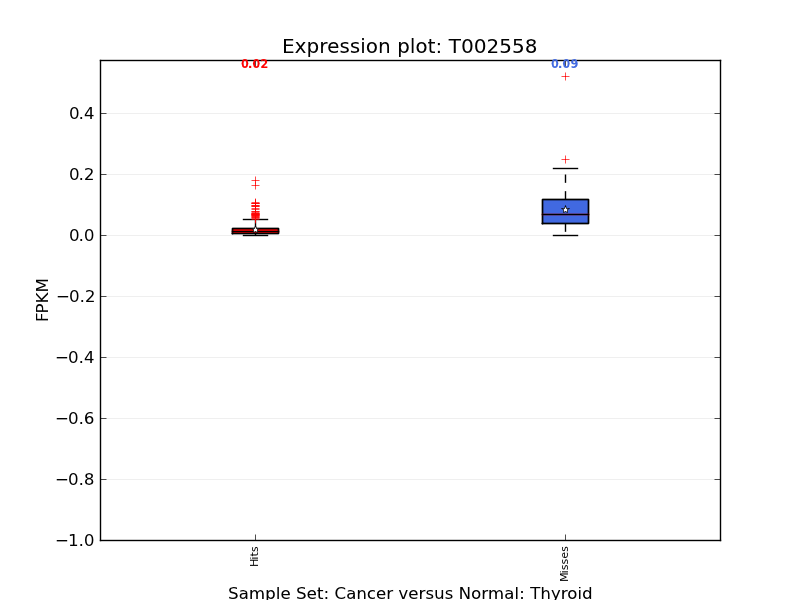 Expression plot: T002558
0.02 0.09
0.4
0.2
0.0
−0.2
−0.4
−0.6
−0.8
−1.0
FPKM
Hits Misses
Sample Set: Cancer versus Normal: Thyroid